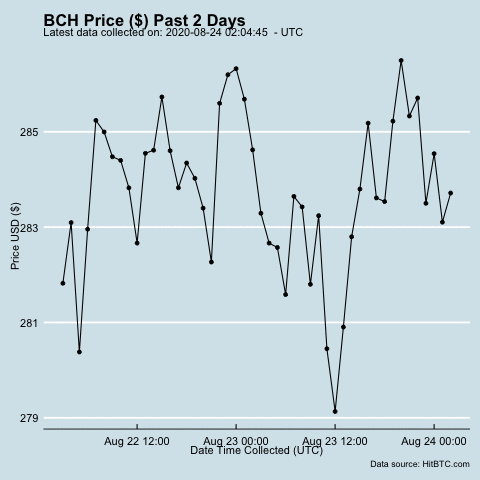 BCH Price ($) Past 2 Days
Latest data collected on: 2020-08-24 02:04:45 - UTC
285
283
281
279
Price USD ($)
Aug 22 12:00 Aug 23 00:00 Aug 23 12:00 Aug 24 00:00
Date Time Collected (UTC)
Data source: HitBTC.com